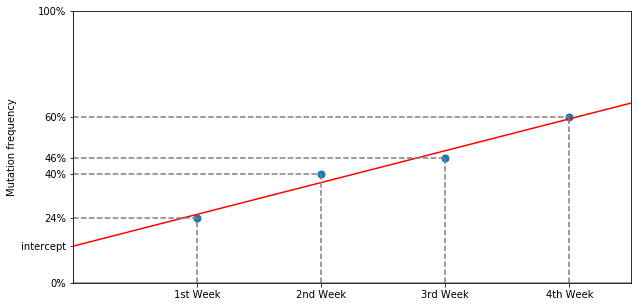 100%
Mutation frequency
60%
46%
40%
24%
intercept
0%
1st Week 2nd Week 3rd Week 4th Week